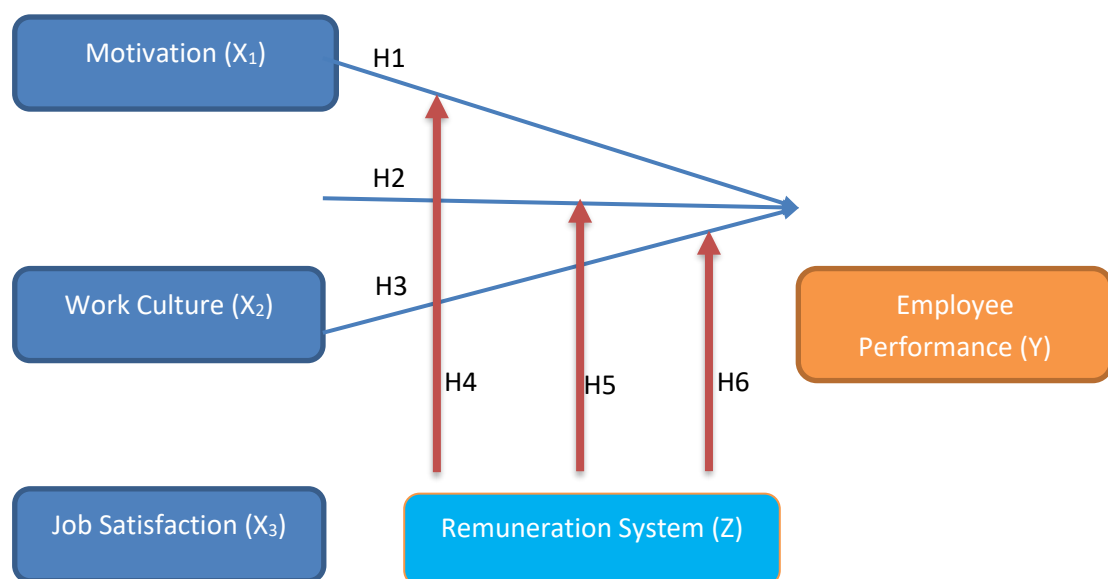 Motivation (X₁)
H1
H2
Work Culture (X₂)
H3
Employee
Performance (Y)
H4
H5
H6
Job Satisfaction (X₃)
Remuneration System (Z)